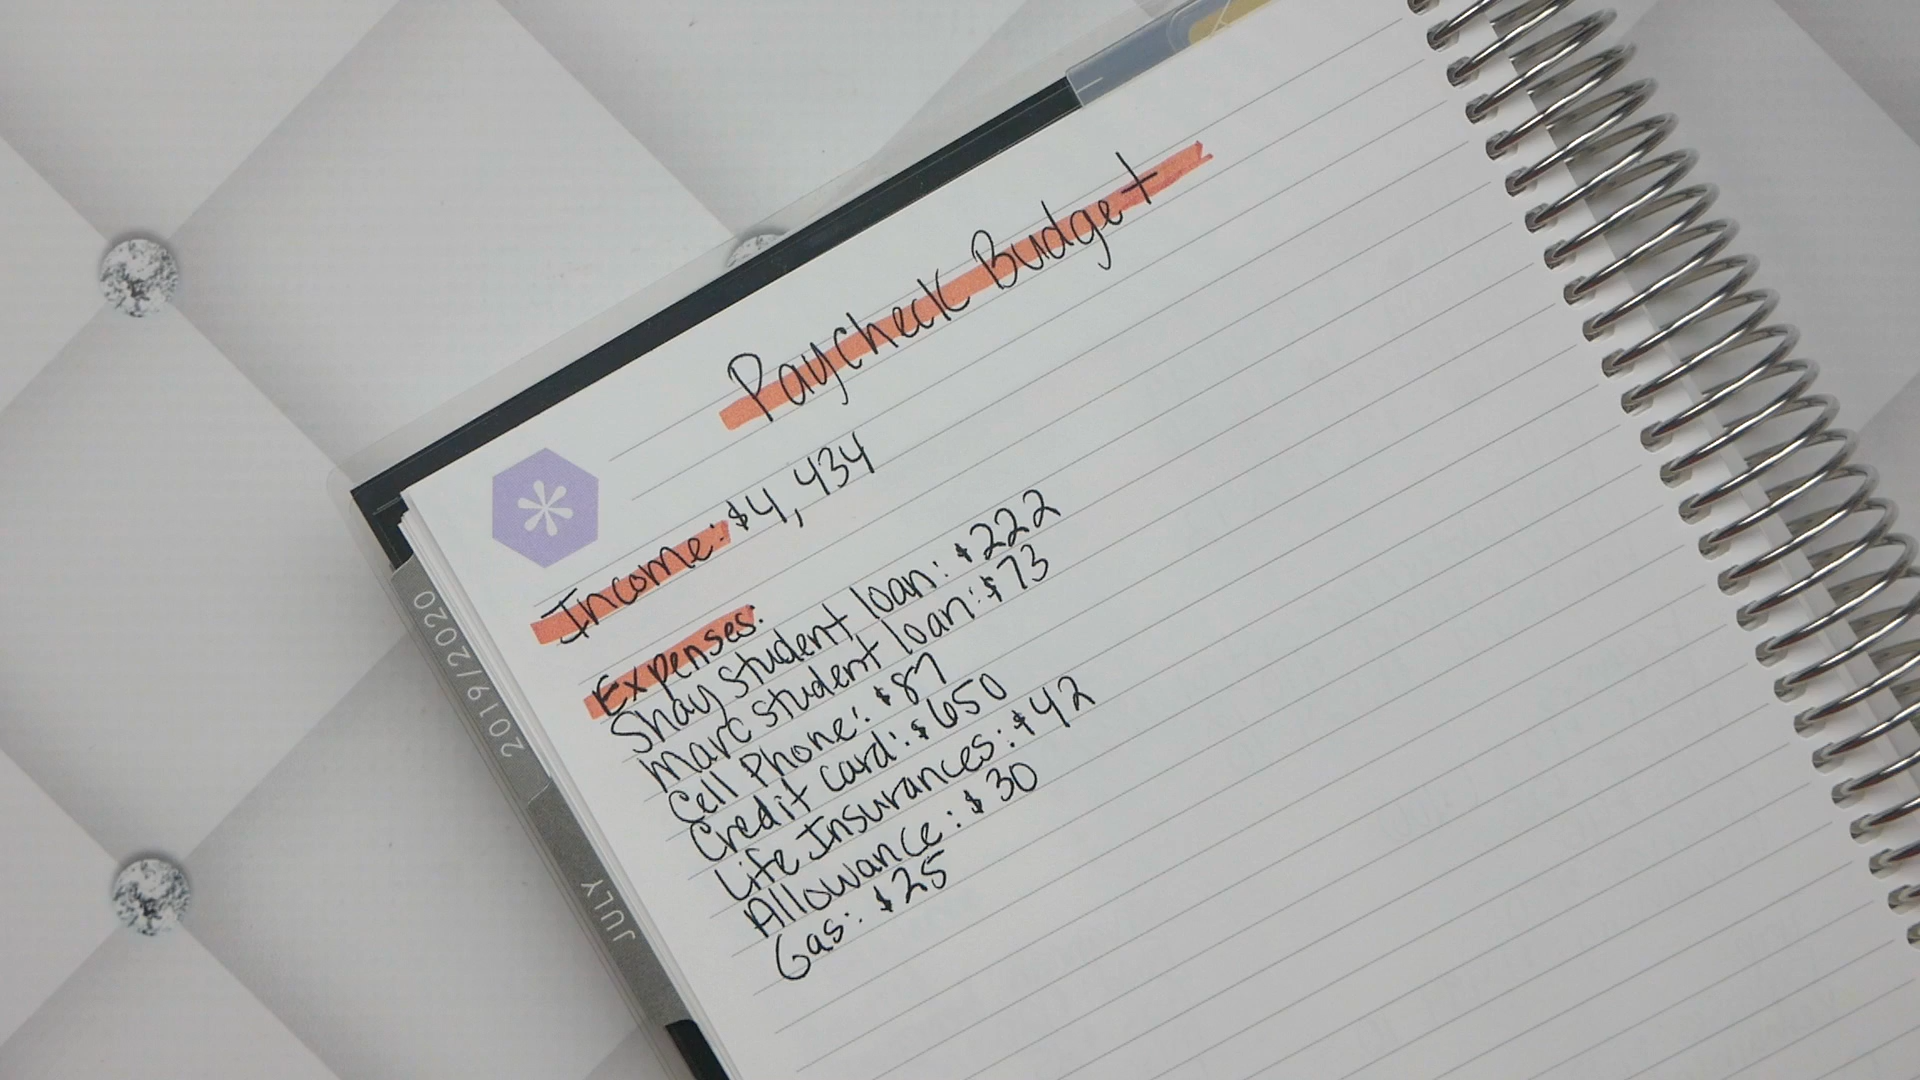 Paycheck Budget
Income: $4,434
Expenses:
Shay Student loan: $222
Marc Student loan: $73
Cell Phone: $87
Credit card: $650
Life Insurances: $42
Allowance: $30
Gas: $25
2019/2020
JULY